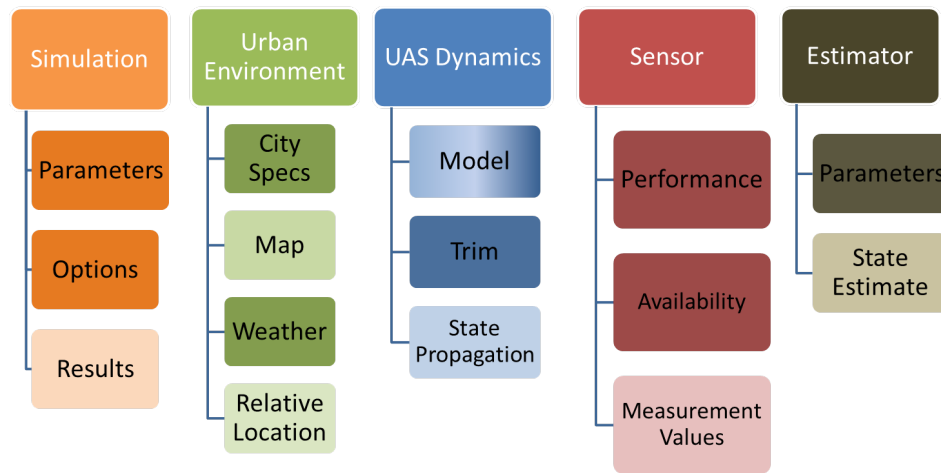 Simulation
Parameters
Options
Results
Urban
Environment
City
Specs
Map
Weather
Relative
Location
UAS Dynamics
Model
Trim
State
Propagation
Sensor
Performance
Availability
Measurement
Values
Estimator
Parameters
State
Estimate